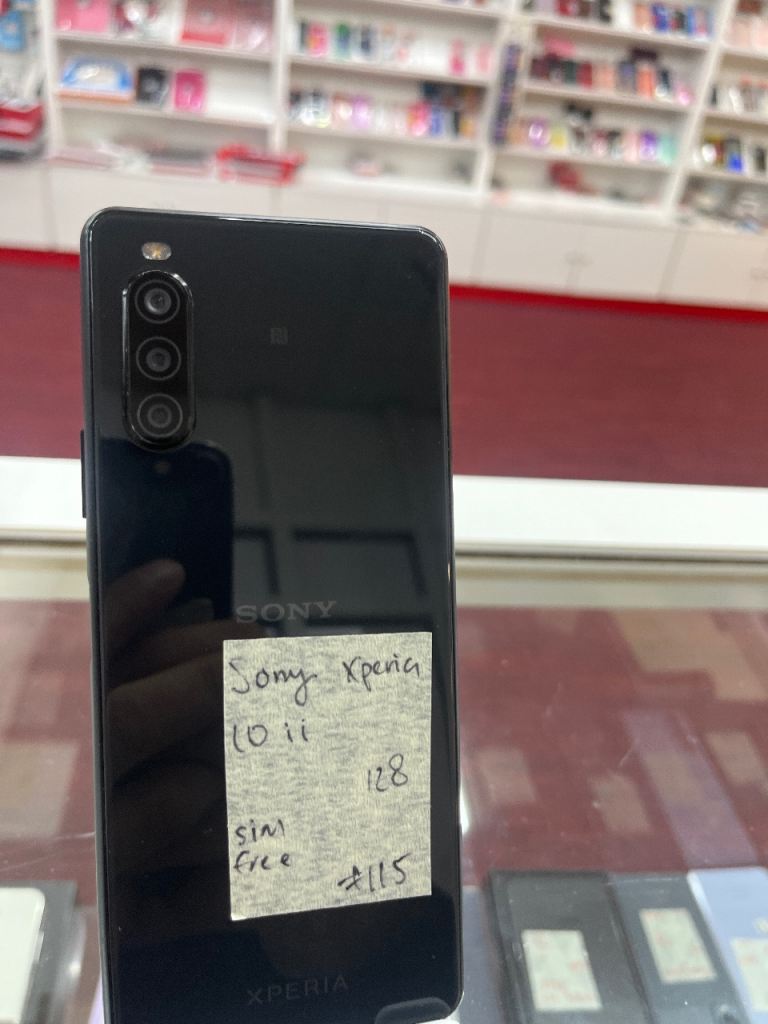 SONY
Sony Xperia
10 ii
128
sim
free
£115
XPERIA